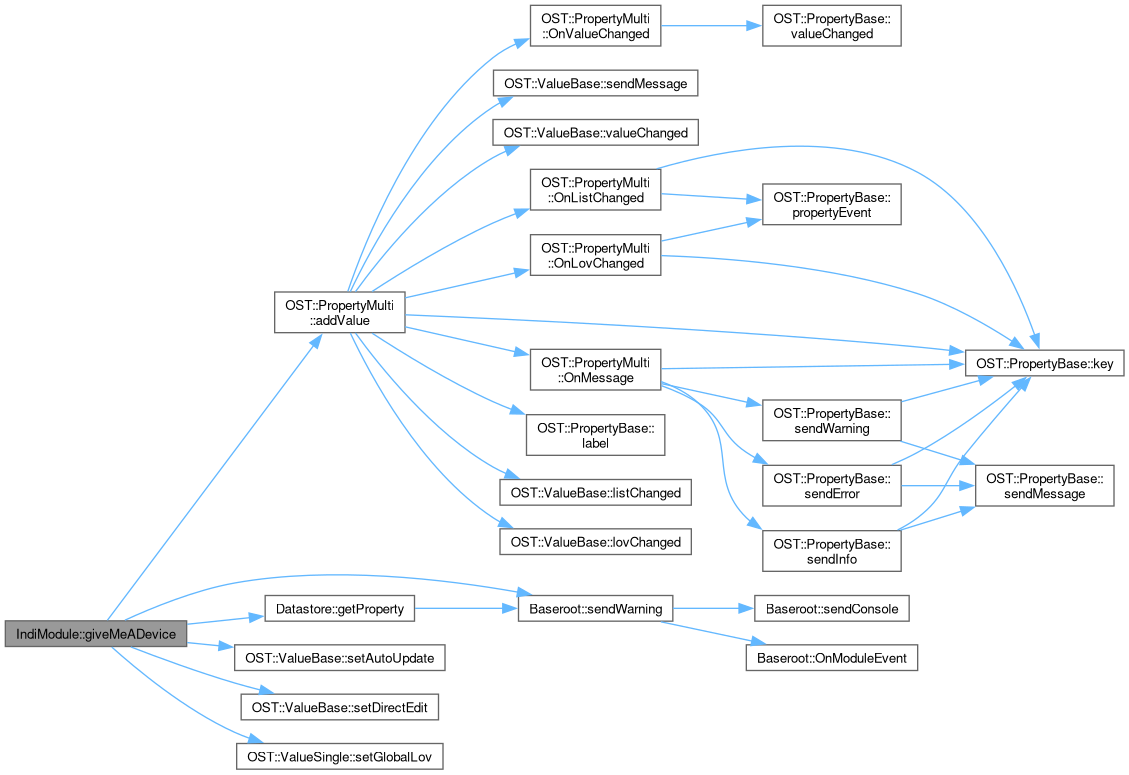 OST::PropertyMulti
::OnValueChanged
OST::PropertyBase::
valueChanged
OST::ValueBase::sendMessage
OST::ValueBase::valueChanged
OST::PropertyMulti
::OnListChanged
OST::PropertyBase::
propertyEvent
OST::PropertyMulti
::OnLovChanged
OST::PropertyMulti
::addValue
OST::PropertyMulti
::OnMessage
OST::PropertyBase::key
OST::PropertyBase::
sendWarning
OST::PropertyBase::
label
OST::PropertyBase::
sendError
OST::PropertyBase::
sendMessage
OST::ValueBase::listChanged
OST::ValueBase::lovChanged
OST::PropertyBase::
sendInfo
Datastore::getProperty
Baseroot::sendWarning
Baseroot::sendConsole
IndiModule::giveMeADevice
OST::ValueBase::setAutoUpdate
Baseroot::OnModuleEvent
OST::ValueBase::setDirectEdit
OST::ValueSingle::setGlobalLov